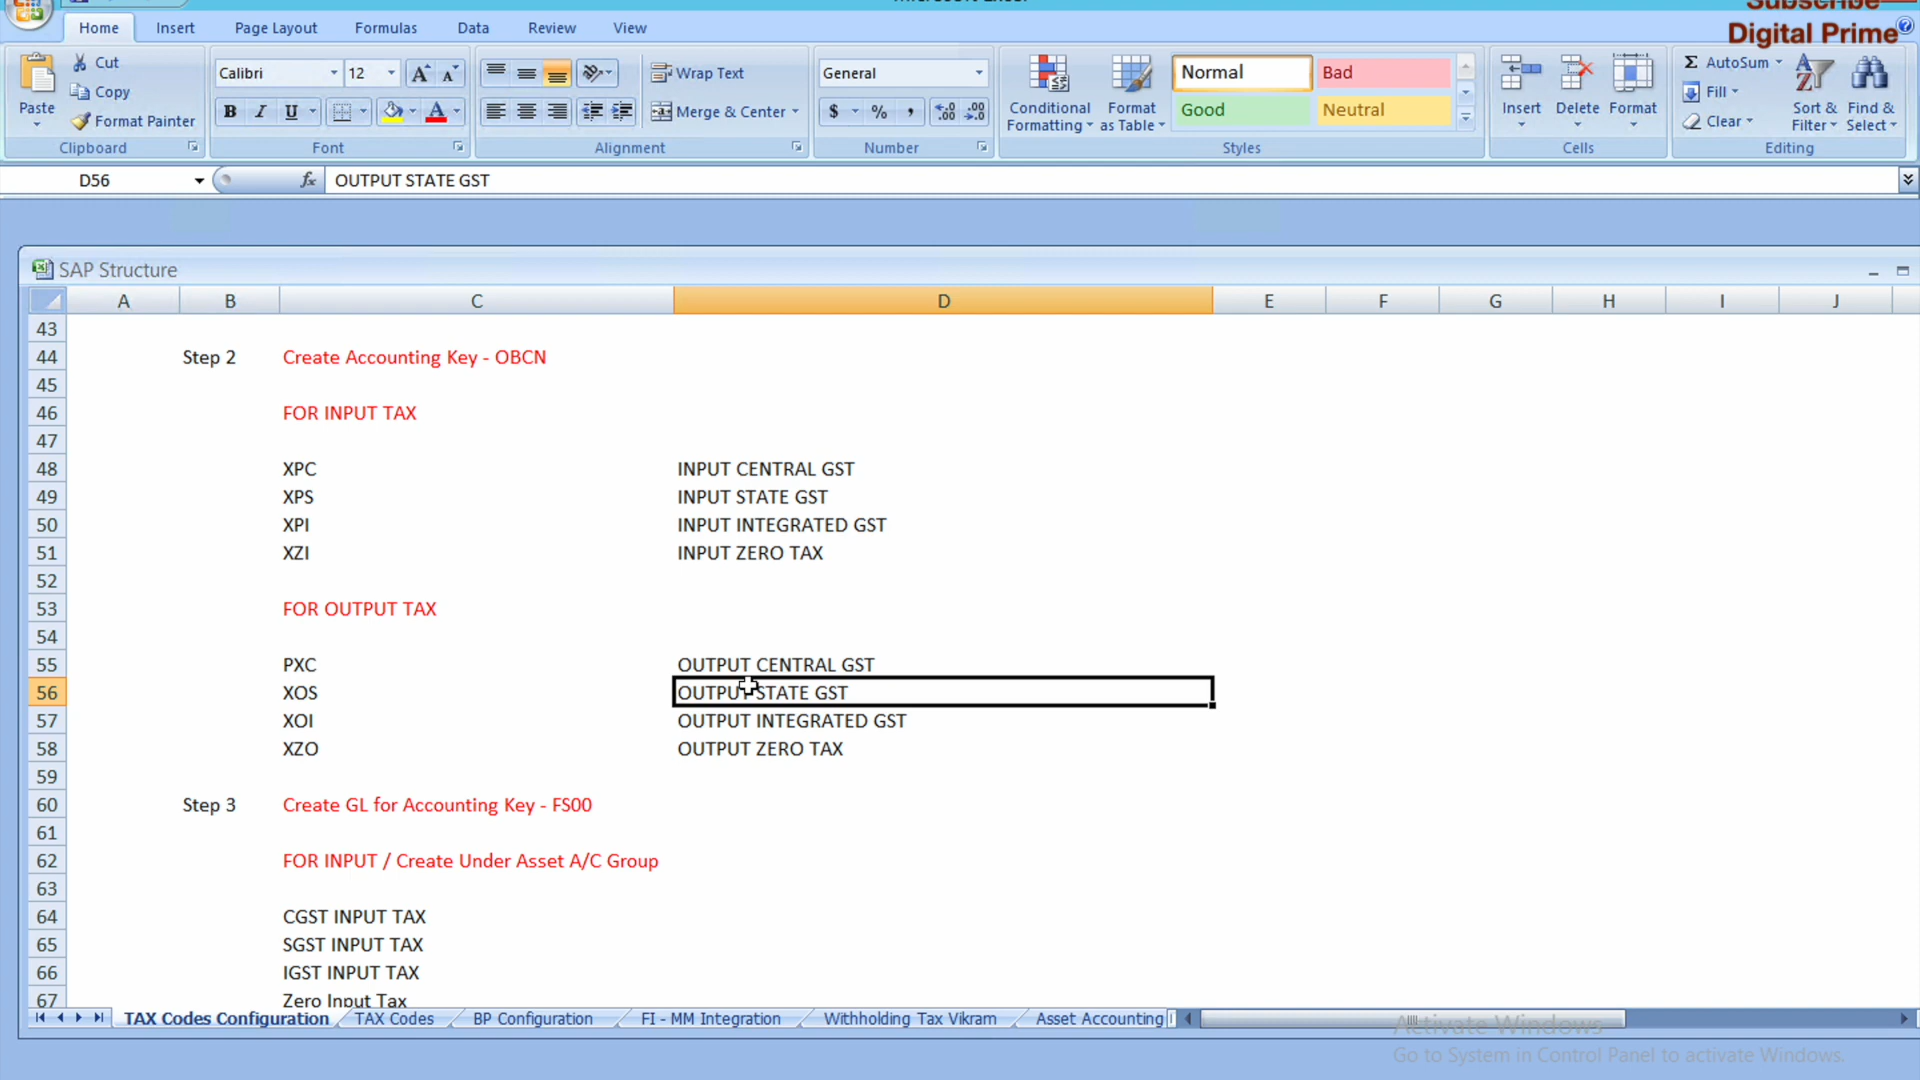 Microsoft Excel
Subscribe
Digital Prime
Home Insert Page Layout Formulas Data Review View
Paste
Cut
Copy
Format Painter
Clipboard
Calibri 12
B I U
Font
Wrap Text
Merge & Center
Alignment
General
$ % ,
Number
Conditional Formatting
Format as Table
Normal Bad
Good Neutral
Styles
Insert Delete Format
Cells
Σ AutoSum
Fill
Clear
Sort & Filter
Find & Select
Editing
D56 fx OUTPUT STATE GST
SAP Structure
A B C D E F G H I J
43
44 Step 2 Create Accounting Key - OBCN
45
46 FOR INPUT TAX
47
48 XPC INPUT CENTRAL GST
49 XPS INPUT STATE GST
50 XPI INPUT INTEGRATED GST
51 XZI INPUT ZERO TAX
52
53 FOR OUTPUT TAX
54
55 PXC OUTPUT CENTRAL GST
56 XOS OUTPUT STATE GST
57 XOI OUTPUT INTEGRATED GST
58 XZO OUTPUT ZERO TAX
59
60 Step 3 Create GL for Accounting Key - FS00
61
62 FOR INPUT / Create Under Asset A/C Group
63
64 CGST INPUT TAX
65 SGST INPUT TAX
66 IGST INPUT TAX
67 Zero Input Tax
TAX Codes Configuration TAX Codes BP Configuration FI - MM Integration Withholding Tax Vikram Asset Accounting
Activate Windows
Go to System in Control Panel to activate Windows.